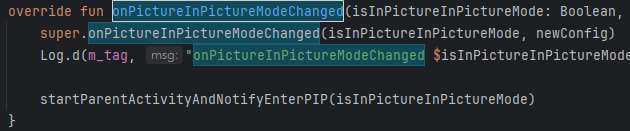 override fun onPictureInPictureModeChanged(isInPictureInPictureMode: Boolean,
super.onPictureInPictureModeChanged(isInPictureInPictureMode, newConfig)
Log.d(m_tag, msg: "onPictureInPictureModeChanged $isInPictureInPictureMode
startParentActivityAndNotifyEnterPIP(isInPictureInPictureMode)
}